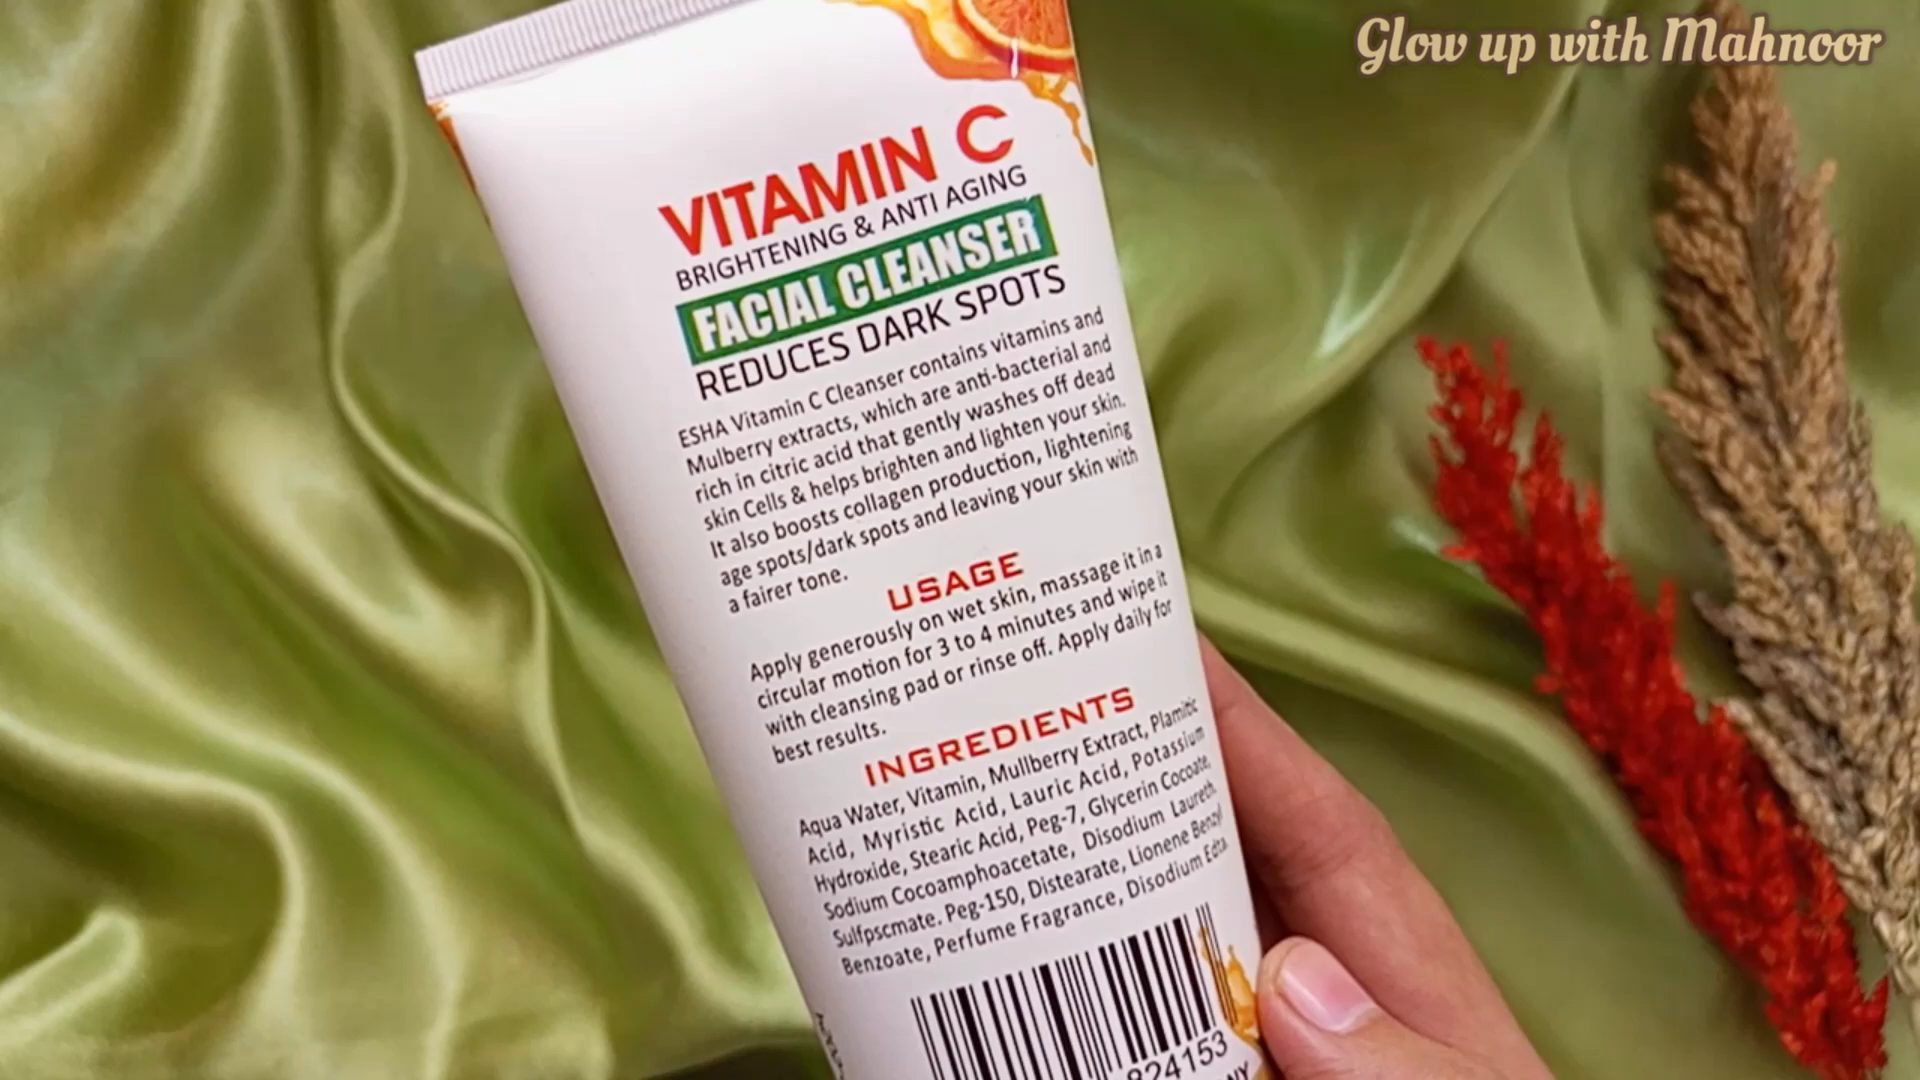 Glow up with Mahnoor
VITAMIN C
BRIGHTENING & ANTI AGING
FACIAL CLEANSER
REDUCES DARK SPOTS
ESHA Vitamin C Cleanser contains vitamins and
Mulberry extracts, which are anti-bacterial and
rich in citric acid that gently washes off dead
skin Cells & helps brighten and lighten your skin.
It also boosts collagen production, lightening
age spots/dark spots and leaving your skin with
a fairer tone.
USAGE
Apply generously on wet skin, massage it in a
circular motion for 3 to 4 minutes and wipe it
with cleansing pad or rinse off. Apply daily for
best results.
INGREDIENTS
Aqua Water, Vitamin, Mullberry Extract, Plamitic
Acid, Myristic Acid, Lauric Acid, Potassium
Hydroxide, Stearic Acid, Peg-7, Glycerin Cocoate,
Sodium Cocoamphoacetate, Disodium Laureth
Sulfpscmate. Peg-150, Distearate, Lionene Benzyl
Benzoate, Perfume Fragrance, Disodium Edta
824153